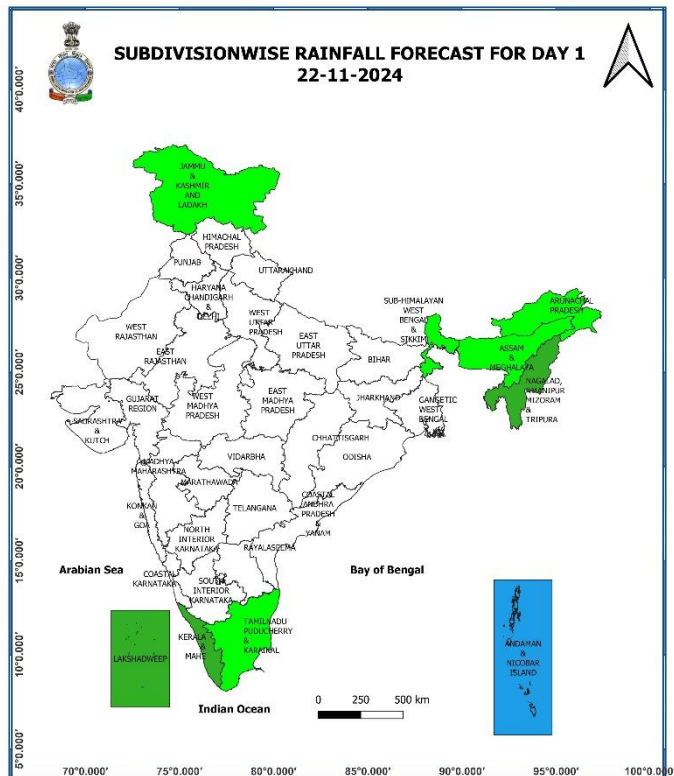 SUBDIVISIONWISE RAINFALL FORECAST FOR DAY 1
22-11-2024
40°0.000'
35°0.000'
30°0.000'
25°0.000'
20°0.000'
15°0.000'
10°0.000'
5°0.000'
JAMMU
&
KASHMIR
AND
LADAKH
HIMACHAL
PRADESH
PUNJAB
UTTARAKHAND
HARYANA
CHANDIGARH
&
DELHI
WEST
UTTAR
PRADESH
SUB-HIMALAYAN
WEST
BENGAL
&
SIKKIM
ARUNACHAL
PRADESH
WEST
RAJASTHAN
EAST
RAJASTHAN
EAST
UTTAR
PRADESH
BIHAR
ASSAM
&
MEGHALAYA
NAGALAD,
MANIPUR
MIZORAM
&
TRIPURA
GUJARAT
REGION
SAURASHTRA
&
KUTCH
WEST
MADHYA
PRADESH
EAST
MADHYA
PRADESH
JHARKHAND
GANGETIC
WEST
BENGAL
CHHATTISGARH
ODISHA
MADHYA
MAHARASHTRA
VIDARBHA
MARATHAWADA
KONKAN
&
GOA
TELANGANA
COASTAL
ANDHRA
PRADESH
&
YANAM
NORTH
INTERIOR
KARNATAKA
RAYALASEEMA
Arabian Sea
COASTAL
KARNATAKA
SOUTH
INTERIOR
KARNATAKA
Bay of Bengal
TAMILNADU
PUDUCHERRY
&
KARAIKAL
KERALA
&
MAHE
LAKSHADWEEP
ANDAMAN
&
NICOBAR
ISLAND
Indian Ocean
0 250 500 km
70°0.000' 75°0.000' 80°0.000' 85°0.000' 90°0.000' 95°0.000' 100°0.000'